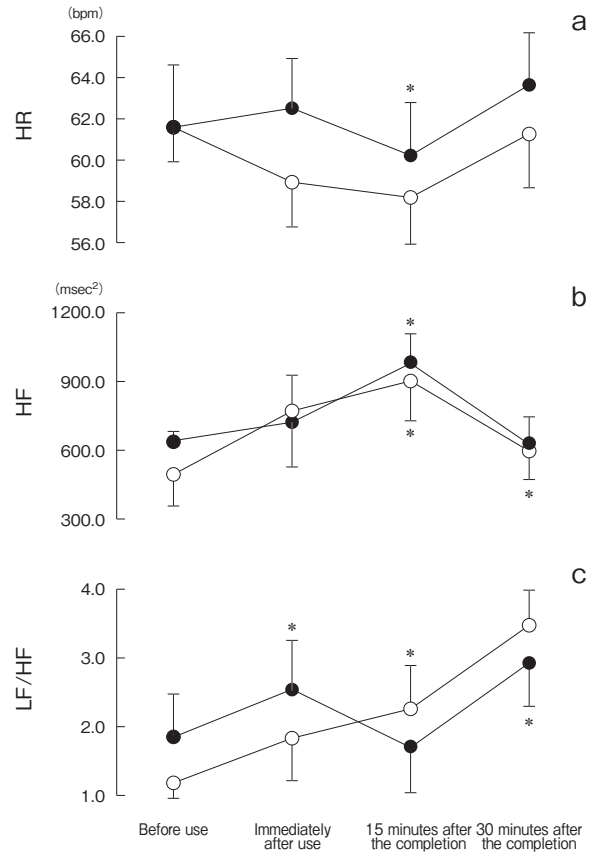 (bpm)
a
66.0
64.0
*
62.0
HR
60.0
58.0
56.0
(msec²)
b
1200.0
*
900.0
HF
600.0
*
*
300.0
c
4.0
*
*
3.0
LF/HF
2.0
*
1.0
Before use
Immediately
after use
15 minutes after
the completion
30 minutes after
the completion